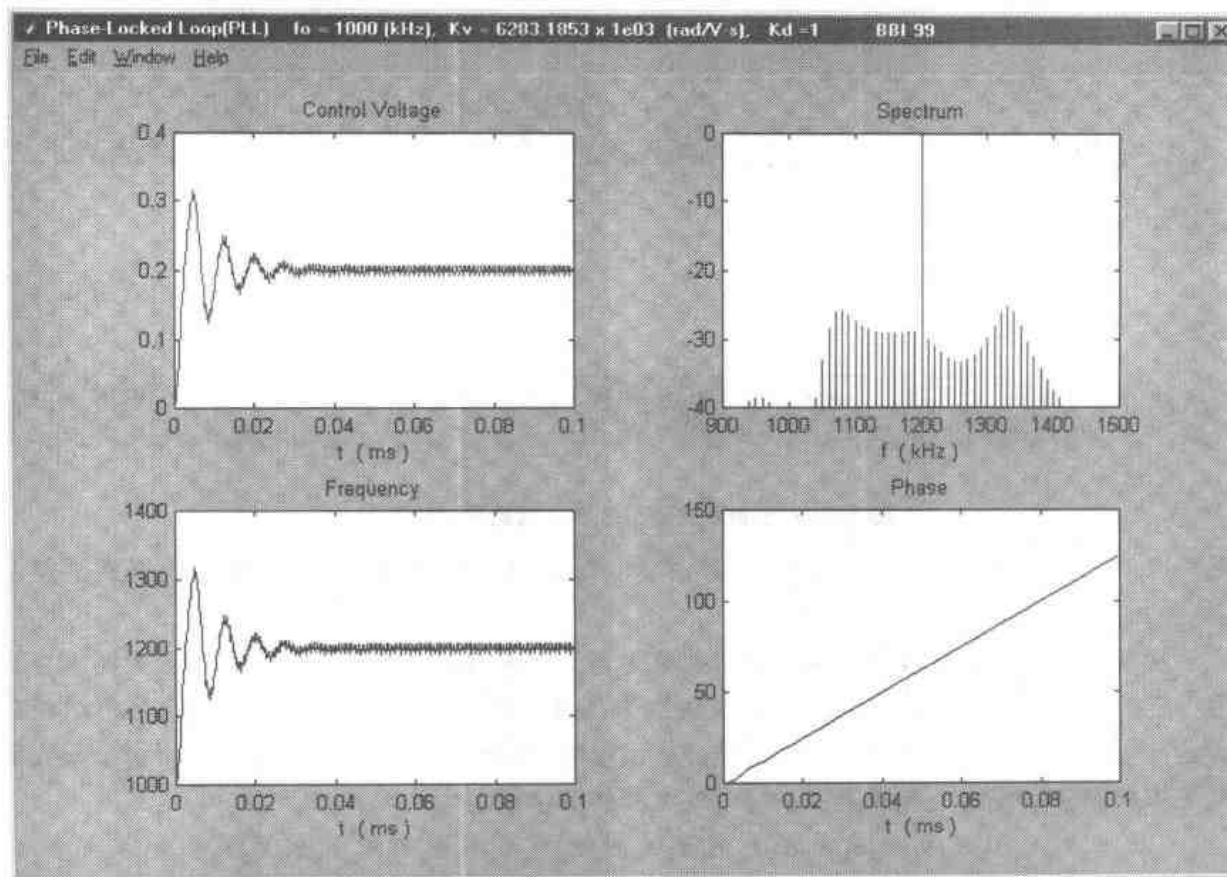 Phase-Locked Loop(PLL) fo = 1000 (kHz), Kv = 6283.1853 x 1e03 (rad/V s), Kd =1 BBI 99
File Edit Window Help
Control Voltage
0.4
0.3
0.2
0.1
0
0 0.02 0.04 0.06 0.08 0.1
t (ms)
Spectrum
0
-10
-20
-30
-40
900 1000 1100 1200 1300 1400 1500
f (kHz)
Frequency
1400
1300
1200
1100
1000
0 0.02 0.04 0.06 0.08 0.1
t (ms)
Phase
150
100
50
0
0 0.02 0.04 0.06 0.08 0.1
t (ms)